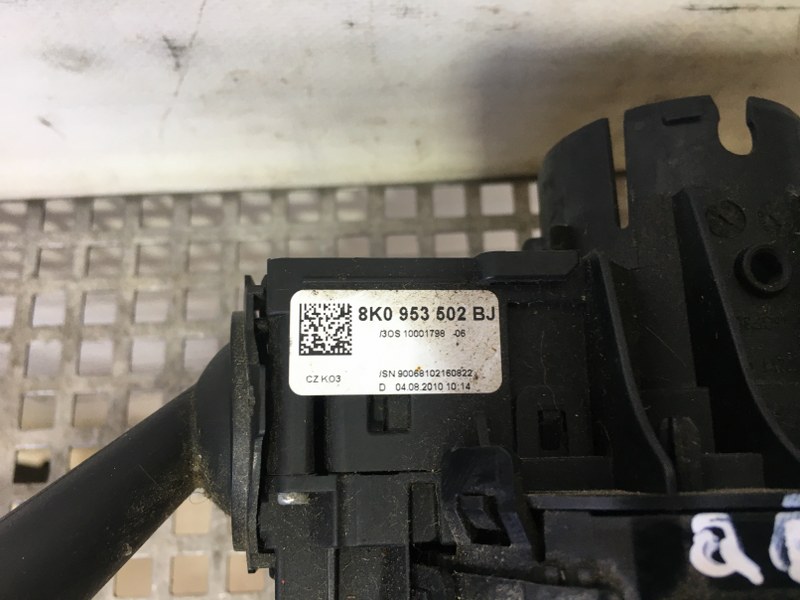 8K0 953 502 BJ
/3OS 10001798 -06
/SN 90068102160822
CZ K03 D 04.08.2010 10:14